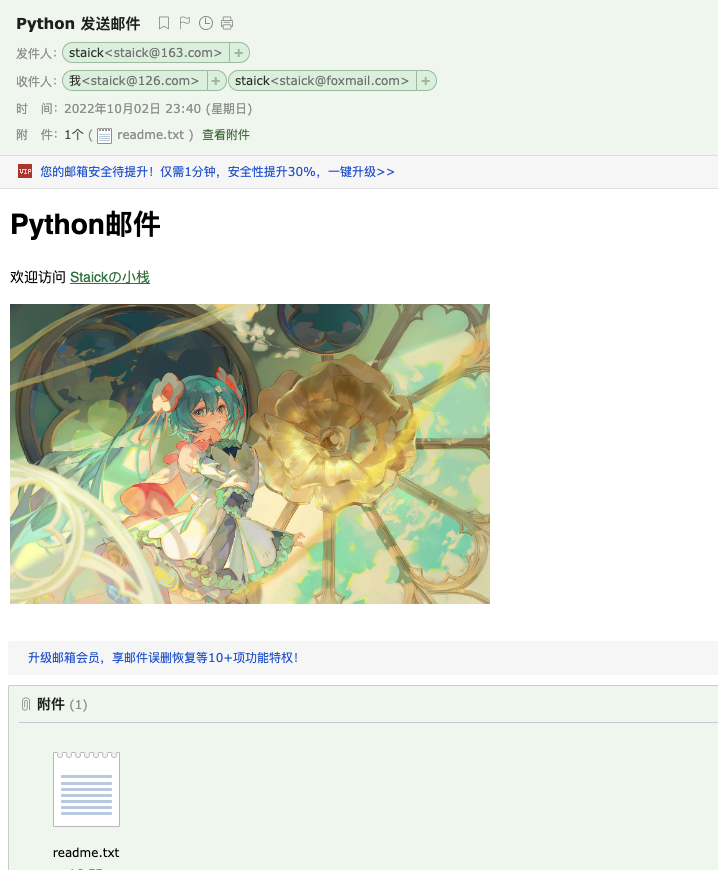 Python 发送邮件
发件人： staick<staick@163.com> +
收件人： 我<staick@126.com> + staick<staick@foxmail.com> +
时　间： 2022年10月02日 23:40 (星期日)
附　件： 1个 ( readme.txt ) 查看附件
VIP 您的邮箱安全待提升！仅需1分钟，安全性提升30%，一键升级>>
Python邮件
欢迎访问 Staickの小栈
升级邮箱会员，享邮件误删恢复等10+项功能特权！
附件 (1)
readme.txt